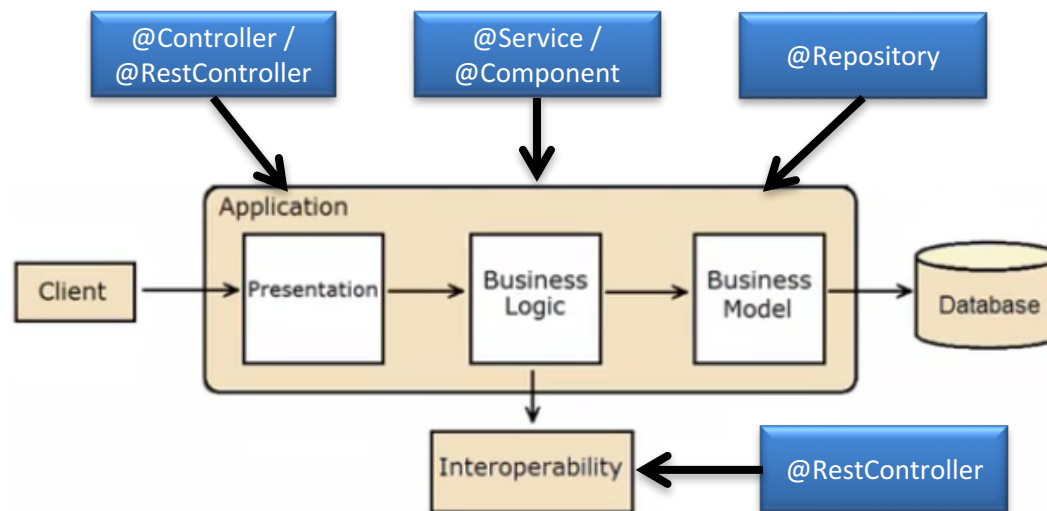 @Controller /
@RestController
@Service /
@Component
@Repository
Application
Client
Presentation
Business
Logic
Business
Model
Database
Interoperability
@RestController